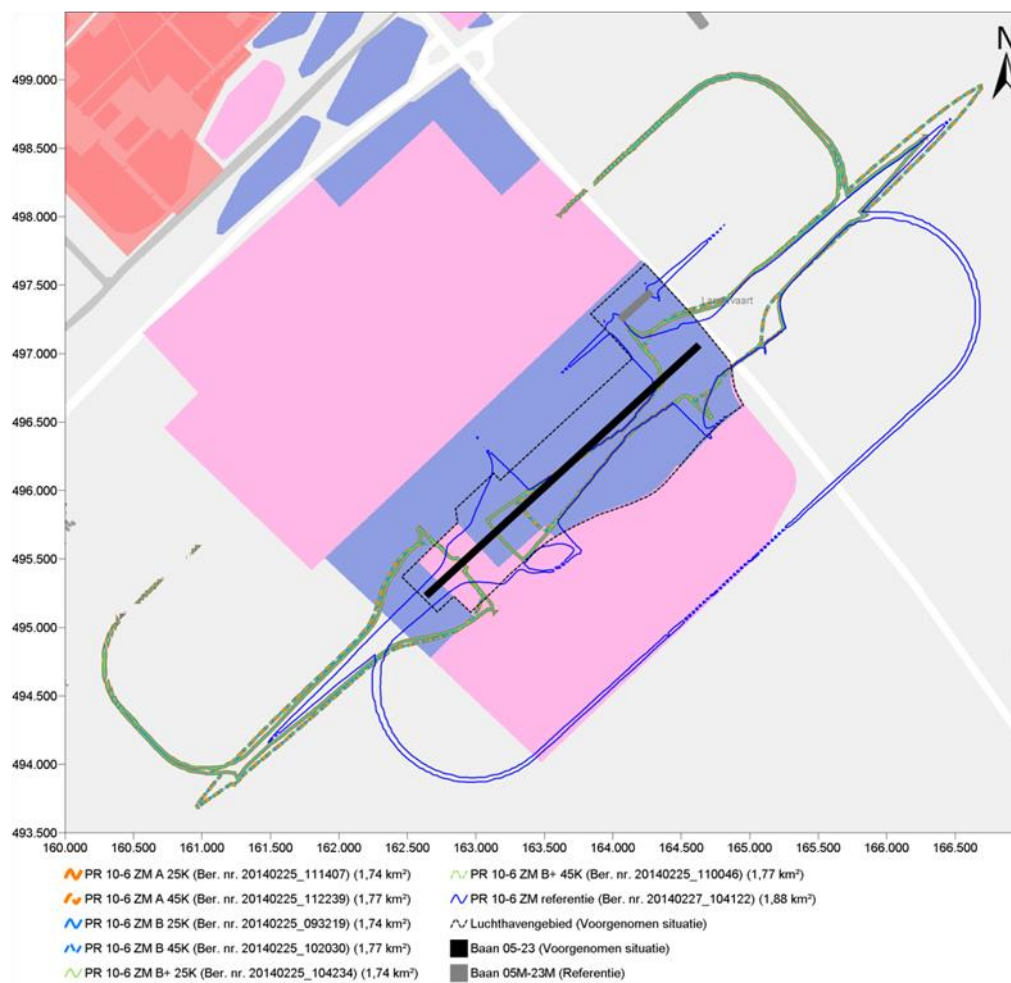 N
499.000
498.500
498.000
497.500
497.000
496.500
496.000
495.500
495.000
494.500
494.000
493.500
160.000 160.500 161.000 161.500 162.000 162.500 163.000 163.500 164.000 164.500 165.000 165.500 166.000 166.500
PR 10-6 ZM A 25K (Ber. nr. 20140225_111407) (1,74 km²)
PR 10-6 ZM A 45K (Ber. nr. 20140225_112239) (1,77 km²)
PR 10-6 ZM B 25K (Ber. nr. 20140225_093219) (1,74 km²)
PR 10-6 ZM B 45K (Ber. nr. 20140225_102030) (1,77 km²)
PR 10-6 ZM B+ 25K (Ber. nr. 20140225_104234) (1,74 km²)
PR 10-6 ZM B+ 45K (Ber. nr. 20140225_110046) (1,77 km²)
PR 10-6 ZM referentie (Ber. nr. 20140227_104122) (1,88 km²)
Luchthavengebied (Voorgenomen situatie)
Baan 05-23 (Voorgenomen situatie)
Baan 05M-23M (Referentie)